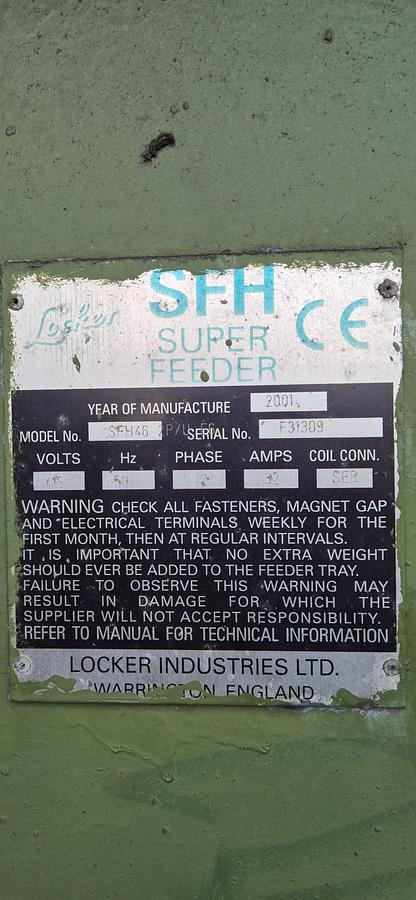 Locker
SFH
SUPER
FEEDER
CE
YEAR OF MANUFACTURE 2001
MODEL No. SFH46 2P/U SERIAL No. F31309
VOLTS Hz PHASE AMPS COIL CONN.
415 50 2 32 SER
WARNING CHECK ALL FASTENERS, MAGNET GAP
AND ELECTRICAL TERMINALS WEEKLY FOR THE
FIRST MONTH, THEN AT REGULAR INTERVALS.
IT IS IMPORTANT THAT NO EXTRA WEIGHT
SHOULD EVER BE ADDED TO THE FEEDER TRAY.
FAILURE TO OBSERVE THIS WARNING MAY
RESULT IN DAMAGE FOR WHICH THE
SUPPLIER WILL NOT ACCEPT RESPONSIBILITY.
REFER TO MANUAL FOR TECHNICAL INFORMATION
LOCKER INDUSTRIES LTD.
WARRINGTON ENGLAND